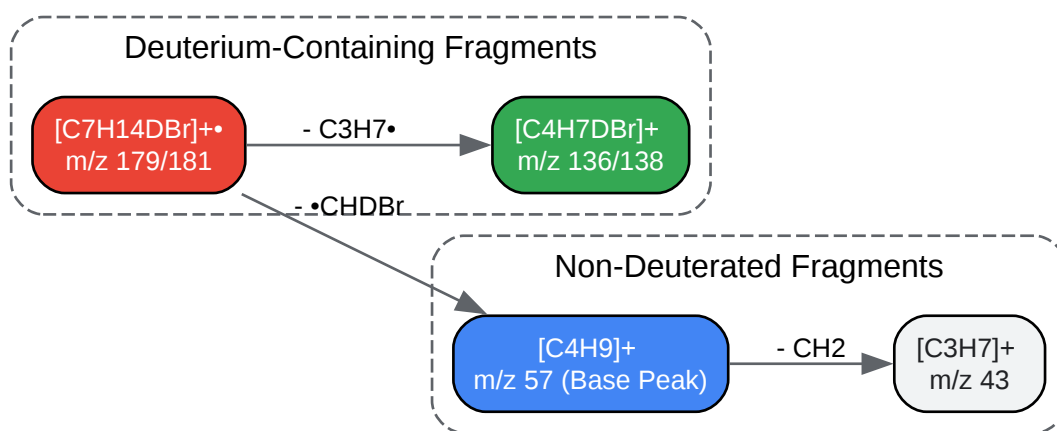 Deuterium-Containing Fragments
[C7H14DBr]+•
m/z 179/181
- C3H7•
[C4H7DBr]+
m/z 136/138
- •CHDBr
Non-Deuterated Fragments
[C4H9]+
m/z 57 (Base Peak)
- CH2
[C3H7]+
m/z 43